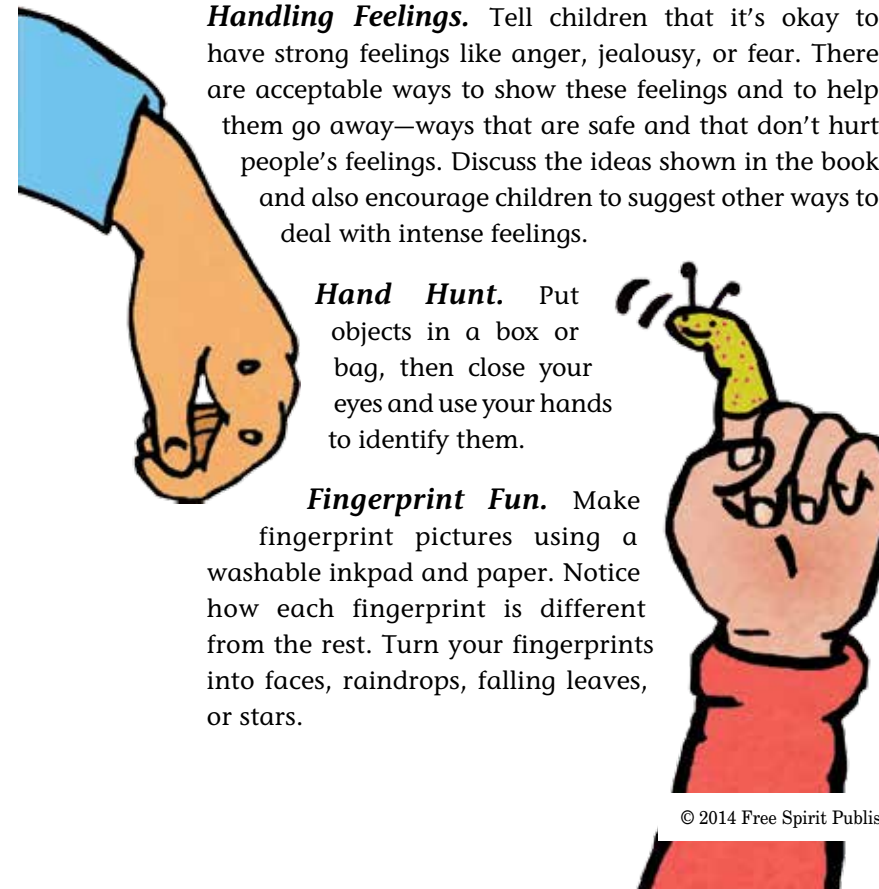 Handling Feelings. Tell children that it's okay to
have strong feelings like anger, jealousy, or fear. There
are acceptable ways to show these feelings and to help
them go away—ways that are safe and that don't hurt
people's feelings. Discuss the ideas shown in the book
and also encourage children to suggest other ways to
deal with intense feelings.
Hand Hunt. Put
objects in a box or
bag, then close your
eyes and use your hands
to identify them.
Fingerprint Fun. Make
fingerprint pictures using a
washable inkpad and paper. Notice
how each fingerprint is different
from the rest. Turn your fingerprints
into faces, raindrops, falling leaves,
or stars.
© 2014 Free Spirit Publis